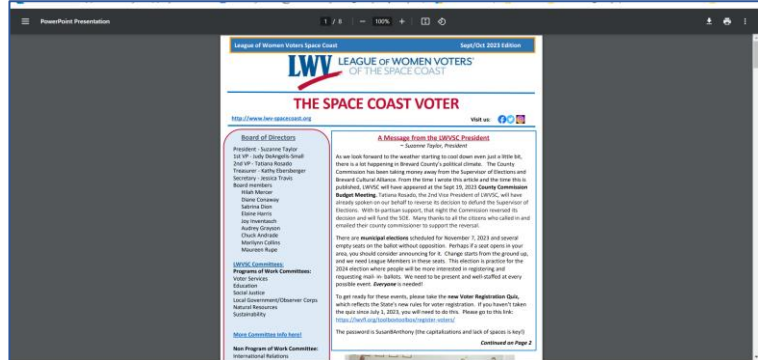 PowerPoint Presentation
1 / 8
100%
League of Women Voters Space Coast
Sept/Oct 2023 Edition
LWV LEAGUE OF WOMEN VOTERS®
OF THE SPACE COAST
THE SPACE COAST VOTER
http://www.lwv-spacecoast.org
Visit us:
Board of Directors
President - Suzanne Taylor
1st VP - Judy DeAngelis-Small
2nd VP - Tatiana Rosado
Treasurer - Kathy Ebersberger
Secretary - Jessica Travis
Board members
Hilah Mercer
Diane Conaway
Sabrina Dion
Elaine Harris
Joy Inventasch
Audrey Grayson
Chuck Andrade
Marilynn Collins
Maureen Rupe
LWVSC Committees:
Programs of Work Committees:
Voter Services
Education
Social Justice
Local Government/Observer Corps
Natural Resources
Sustainability
More Committee Info here!
Non Program of Work Committee:
International Relations
A Message from the LWVSC President
~ Suzanne Taylor, President
As we look forward to the weather starting to cool down even just a little bit,
there is a lot happening in Brevard County's political climate. The County
Commission has been taking money away from the Supervisor of Elections and
Brevard Cultural Alliance. From the time I wrote this article and the time this is
published, LWVSC will have appeared at the Sept 19, 2023 County Commission
Budget Meeting. Tatiana Rosado, the 2nd Vice President of LWVSC, will have
already spoken on our behalf to reverse its decision to defund the Supervisor of
Elections. With bi-partisan support, that night the Commission reversed its
decision and will fund the SOE. Many thanks to all the citizens who called in and
emailed their county commissioner to support the reversal.
There are municipal elections scheduled for November 7, 2023 and several
empty seats on the ballot without opposition. Perhaps if a seat opens in your
area, you should consider announcing for it. Change starts from the ground up,
and we need League Members in these seats. This election is practice for the
2024 election where people will be more interested in registering and
requesting mail- in- ballots. We need to be present and well-staffed at every
possible event. Everyone is needed!
To get ready for these events, please take the new Voter Registration Quiz,
which reflects the State's new rules for voter registration. If you haven't taken
the quiz since July 1, 2023, you will need to do this. Please go to this link:
https://lwvfl.org/toolboxtoolbox/register-voters/
The password is SusanBAnthony (the capitalizations and lack of spaces is key!)
Continued on Page 2